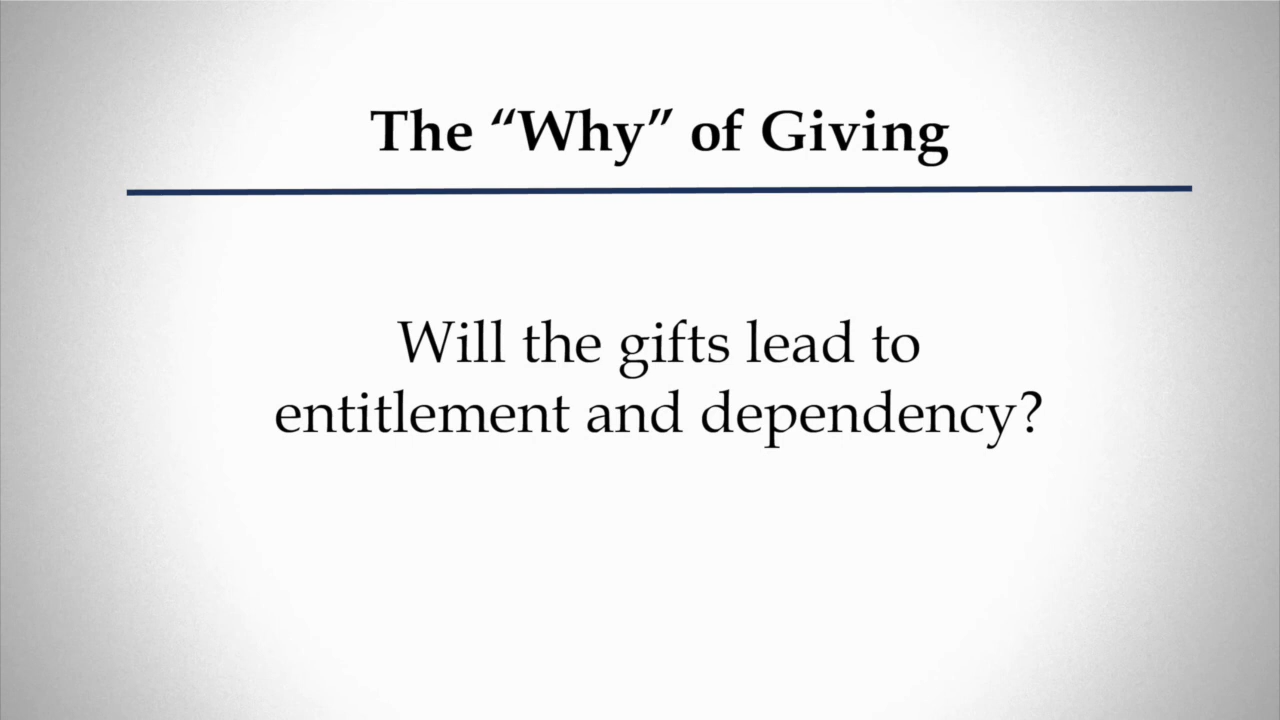 The “Why” of Giving
Will the gifts lead to
entitlement and dependency?